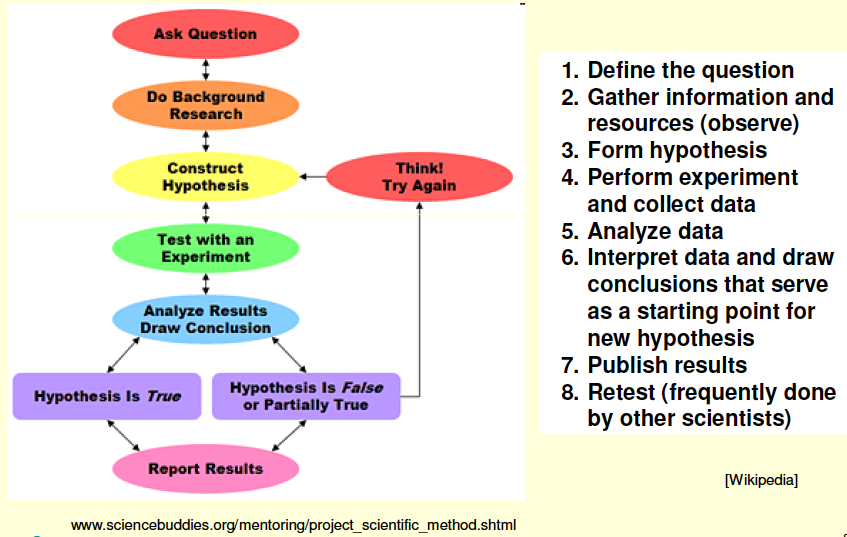 Ask Question
Do Background
Research
Construct
Hypothesis
Think!
Try Again
Test with an
Experiment
Analyze Results
Draw Conclusion
Hypothesis Is True
Hypothesis Is False
or Partially True
Report Results
1. Define the question
2. Gather information and
resources (observe)
3. Form hypothesis
4. Perform experiment
and collect data
5. Analyze data
6. Interpret data and draw
conclusions that serve
as a starting point for
new hypothesis
7. Publish results
8. Retest (frequently done
by other scientists)
[Wikipedia]
www.sciencebuddies.org/mentoring/project_scientific_method.shtml